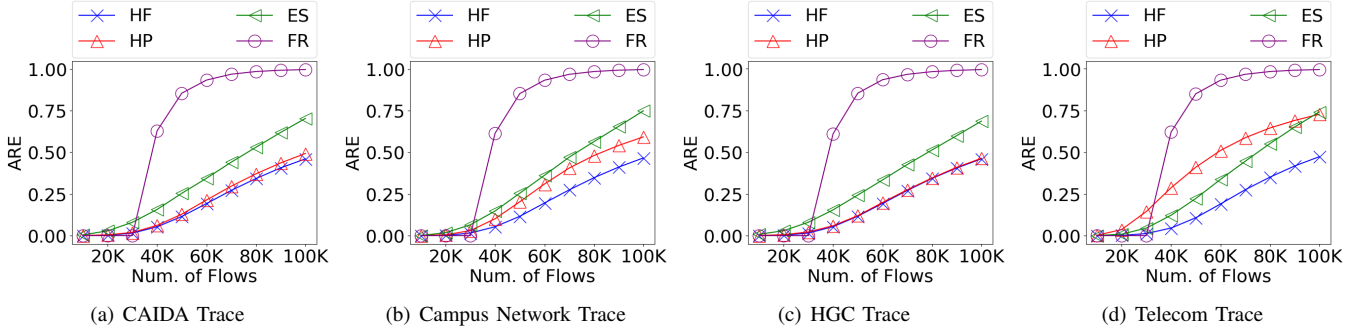 HF ES HF ES HF ES HF ES
HP FR HP FR HP FR HP FR
1.00 1.00 1.00 1.00
0.75 0.75 0.75 0.75
ARE ARE ARE ARE
0.50 0.50 0.50 0.50
0.25 0.25 0.25 0.25
0.00 0.00 0.00 0.00
20K 40K 60K 80K 100K 20K 40K 60K 80K 100K 20K 40K 60K 80K 100K 20K 40K 60K 80K 100K
Num. of Flows Num. of Flows Num. of Flows Num. of Flows
(a) CAIDA Trace (b) Campus Network Trace (c) HGC Trace (d) Telecom Trace